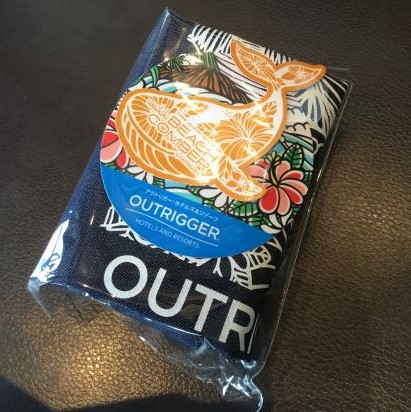 BEACH
COMBER
アウトリガー・ホテルズ&リゾーツ
OUTRIGGER®
HOTELS AND RESORTS
OUTR